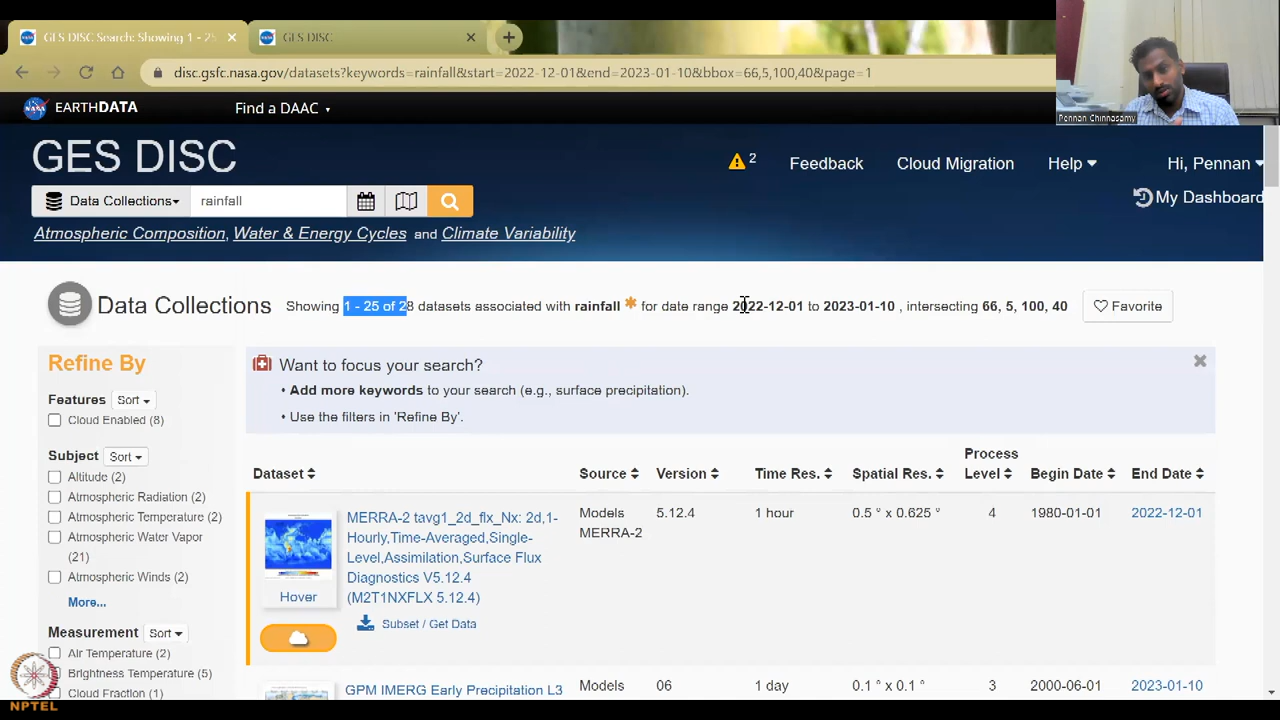 GES DISC Search: Showing 1 - 25
GES DISC
disc.gsfc.nasa.gov/datasets?keywords=rainfall&start=2022-12-01&end=2023-01-10&bbox=66,5,100,40&page=1
Pennan Chinnasamy
NASA EARTHDATA Find a DAAC
GES DISC
2 Feedback Cloud Migration Help Hi, Pennan
Data Collections rainfall
My Dashboard
Atmospheric Composition, Water & Energy Cycles and Climate Variability
Data Collections Showing 1 - 25 of 28 datasets associated with rainfall * for date range 2022-12-01 to 2023-01-10 , intersecting 66, 5, 100, 40 Favorite
Refine By
Features Sort
Cloud Enabled (8)
Subject Sort
Altitude (2)
Atmospheric Radiation (2)
Atmospheric Temperature (2)
Atmospheric Water Vapor
(21)
Atmospheric Winds (2)
More...
Measurement Sort
Air Temperature (2)
Brightness Temperature (5)
Cloud Fraction (1)
Want to focus your search?
• Add more keywords to your search (e.g., surface precipitation).
• Use the filters in 'Refine By'.
Dataset Source Version Time Res. Spatial Res. Process Level Begin Date End Date
MERRA-2 tavg1_2d_flx_Nx: 2d,1-
Hourly,Time-Averaged,Single-
Level,Assimilation,Surface Flux
Diagnostics V5.12.4
(M2T1NXFLX 5.12.4)
Hover
Subset / Get Data
Models
MERRA-2
5.12.4 1 hour 0.5 ° x 0.625 ° 4 1980-01-01 2022-12-01
GPM IMERG Early Precipitation L3 Models 06 1 day 0.1 ° x 0.1 ° 3 2000-06-01 2023-01-10
NPTEL